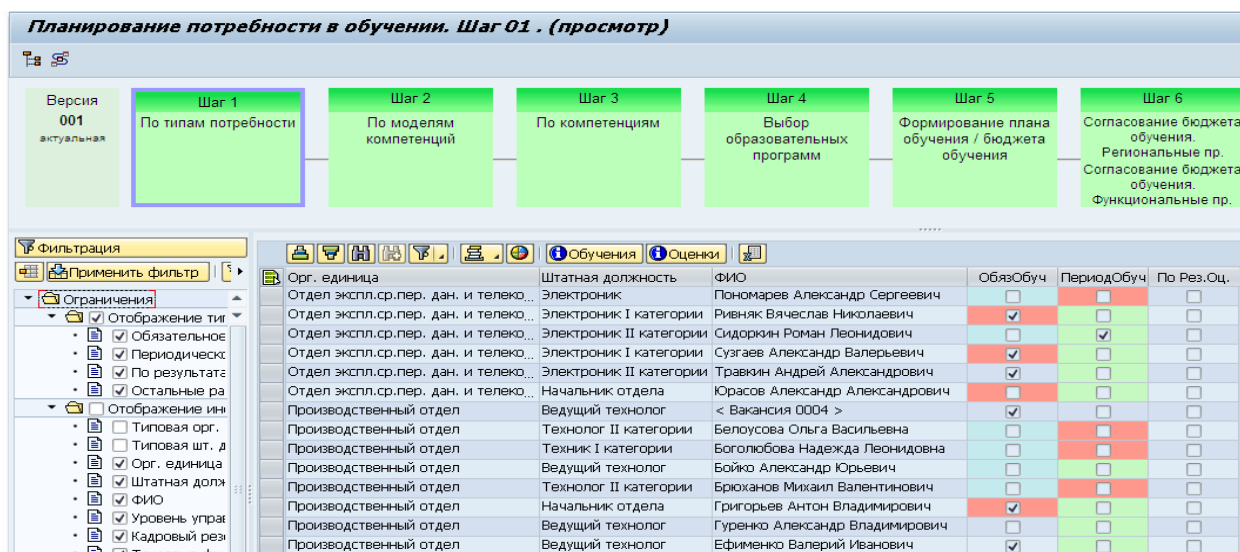 Планирование потребности в обучении. Шаг 01 . (просмотр)
Версия
001
актуальная
Шаг 1
По типам потребности
Шаг 2
По моделям
компетенций
Шаг 3
По компетенциям
Шаг 4
Выбор
образовательных
программ
Шаг 5
Формирование плана
обучения / бюджета
обучения
Шаг 6
Согласование бюджета
обучения.
Региональные пр.
Согласование бюджета
обучения.
Функциональные пр.
Фильтрация
Применить фильтр
Ограничения
Отображение тип
Обязательное
Периодическо
По результата
Остальные ра
Отображение инф
Типовая орг.
Типовая шт. д
Орг. единица
Штатная долж
ФИО
Уровень управ
Кадровый резе
Обучения Оценки
Орг. единица Штатная должность ФИО ОбязОбуч ПериодОбуч По Рез.Оц.
Отдел экспл.ср.пер. дан. и телеко... Электроник Пономарев Александр Сергеевич
Отдел экспл.ср.пер. дан. и телеко... Электроник I категории Ривняк Вячеслав Николаевич
Отдел экспл.ср.пер. дан. и телеко... Электроник II категории Сидоркин Роман Леонидович
Отдел экспл.ср.пер. дан. и телеко... Электроник I категории Сузгаев Александр Валерьевич
Отдел экспл.ср.пер. дан. и телеко... Электроник II категории Травкин Андрей Александрович
Отдел экспл.ср.пер. дан. и телеко... Начальник отдела Юрасов Александр Александрович
Производственный отдел Ведущий технолог < Вакансия 0004 >
Производственный отдел Технолог II категории Белоусова Ольга Васильевна
Производственный отдел Техник I категории Боголюбова Надежда Леонидовна
Производственный отдел Ведущий технолог Бойко Александр Юрьевич
Производственный отдел Технолог II категории Брюханов Михаил Валентинович
Производственный отдел Начальник отдела Григорьев Антон Владимирович
Производственный отдел Ведущий технолог Гуренко Александр Владимирович
Производственный отдел Ведущий технолог Ефименко Валерий Иванович